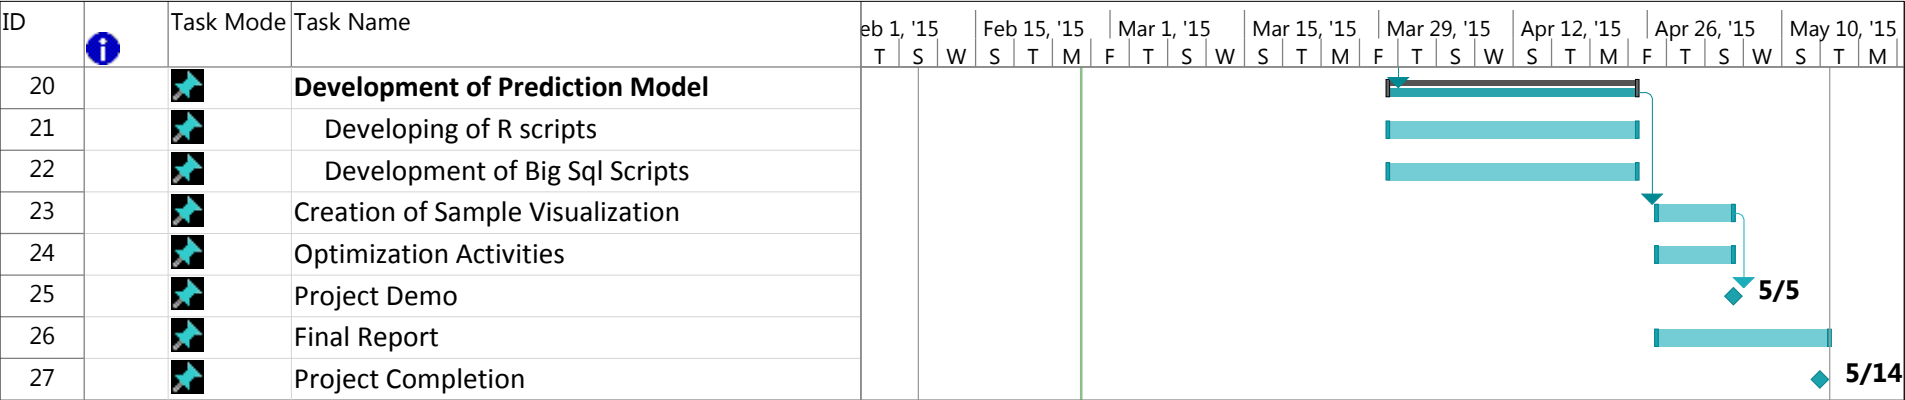 ID Task Mode Task Name eb 1, '15 Feb 15, '15 Mar 1, '15 Mar 15, '15 Mar 29, '15 Apr 12, '15 Apr 26, '15 May 10, '15
T S W S T M F T S W S T M F T S W S T M F T S W S T M
20 Development of Prediction Model
21 Developing of R scripts
22 Development of Big Sql Scripts
23 Creation of Sample Visualization
24 Optimization Activities
25 Project Demo 5/5
26 Final Report
27 Project Completion 5/14